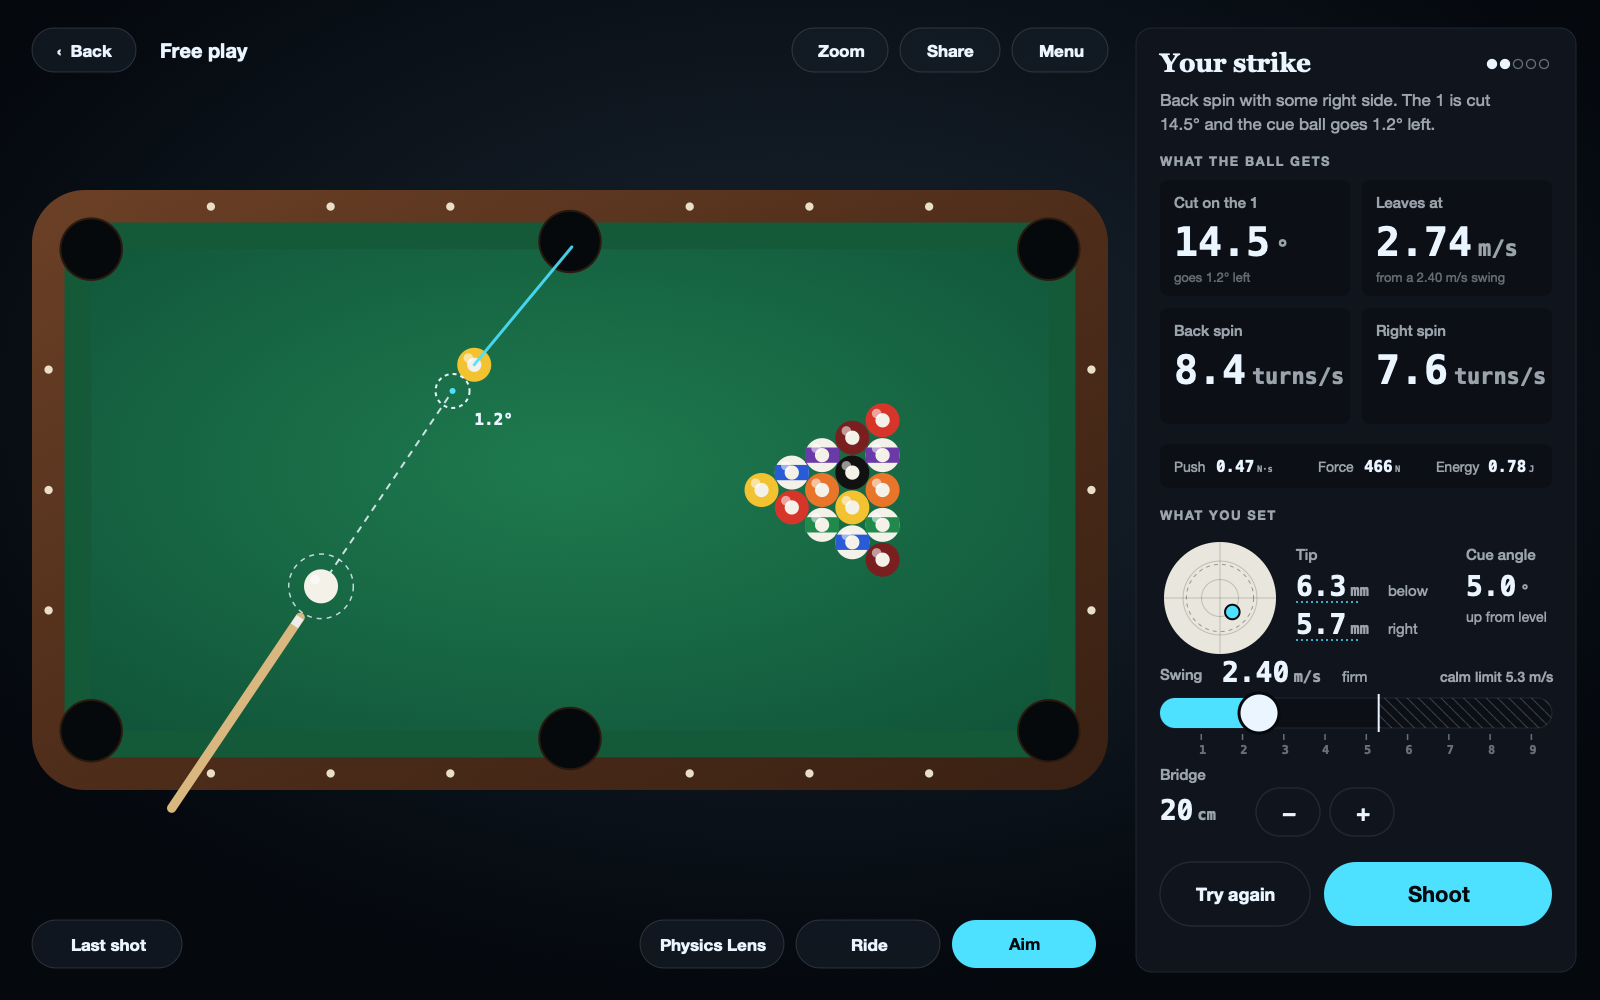 ‹ Back
Free play
Zoom
Share
Menu
1.2°
Last shot
Physics Lens
Ride
Aim
Your strike
Back spin with some right side. The 1 is cut
14.5° and the cue ball goes 1.2° left.
WHAT THE BALL GETS
Cut on the 1
14.5 °
goes 1.2° left
Leaves at
2.74 m/s
from a 2.40 m/s swing
Back spin
8.4 turns/s
Right spin
7.6 turns/s
Push 0.47 N·s
Force 466 N
Energy 0.78 J
WHAT YOU SET
Tip
6.3 mm below
5.7 mm right
Cue angle
5.0 °
up from level
Swing 2.40 m/s firm
calm limit 5.3 m/s
1 2 3 4 5 6 7 8 9
Bridge
20 cm
− +
Try again
Shoot